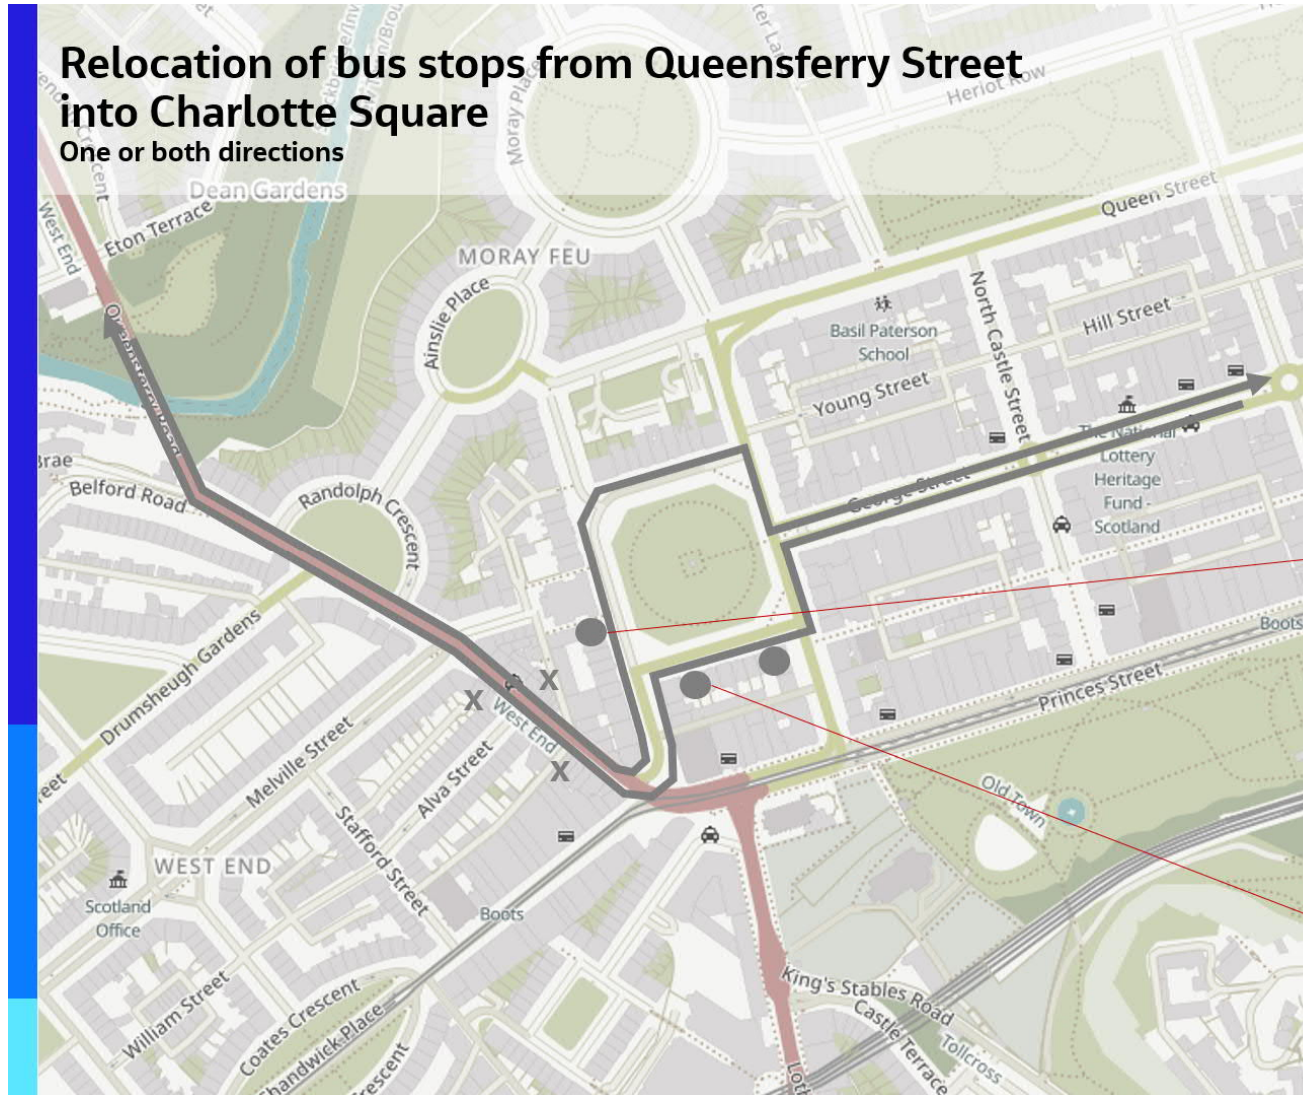 Relocation of bus stops from Queensferry Street
into Charlotte Square
One or both directions
Moray Place
Heriot Row
Dean Gardens
Crescent
West End
Eton Terrace
Queen Street
MORAY FEU
Ainslie Place
Basil Paterson
School
North Castle Street
Hill Street
Young Street
The National
Lottery
Heritage
Fund -
Scotland
George Street
Belford Road
Randolph Crescent
Drumsheugh Gardens
X
X
X
West End
Melville Street
Alva Street
Stafford Street
Boots
Princes Street
Old Town
WEST END
Scotland
Office
Boots
William Street
Coates Crescent
King's Stables Road
Castle Terrace
Tollcross